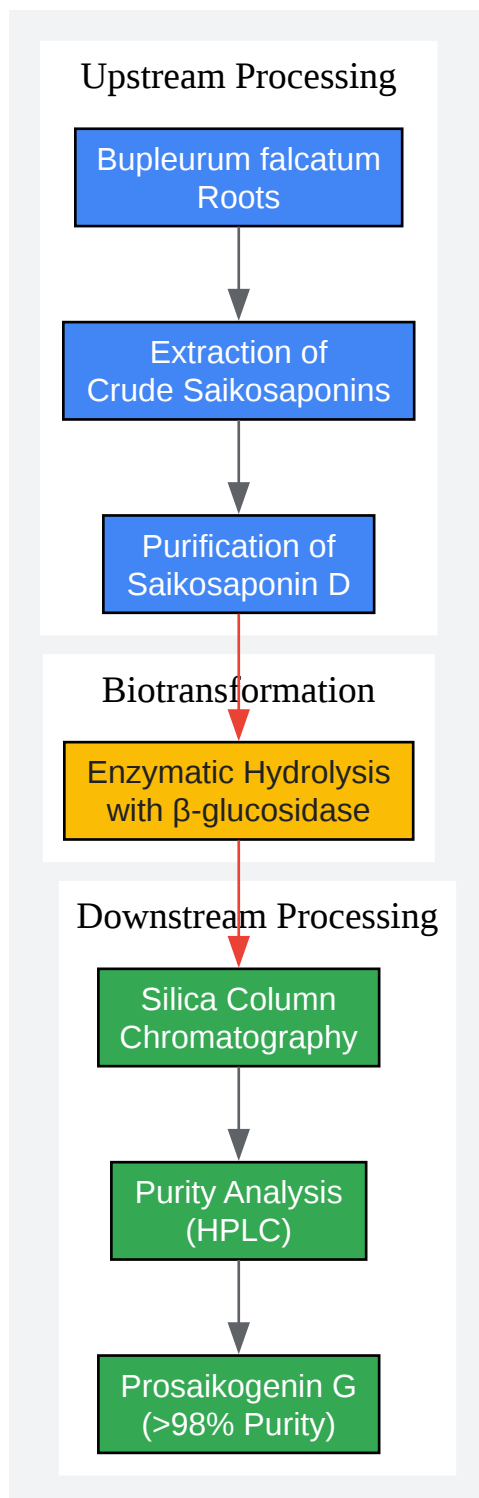 Upstream Processing
Bupleurum falcatum
Roots
Extraction of
Crude Saikosaponins
Purification of
Saikosaponin D
Biotransformation
Enzymatic Hydrolysis
with β-glucosidase
Downstream Processing
Silica Column
Chromatography
Purity Analysis
(HPLC)
Prosaikogenin G
(>98% Purity)